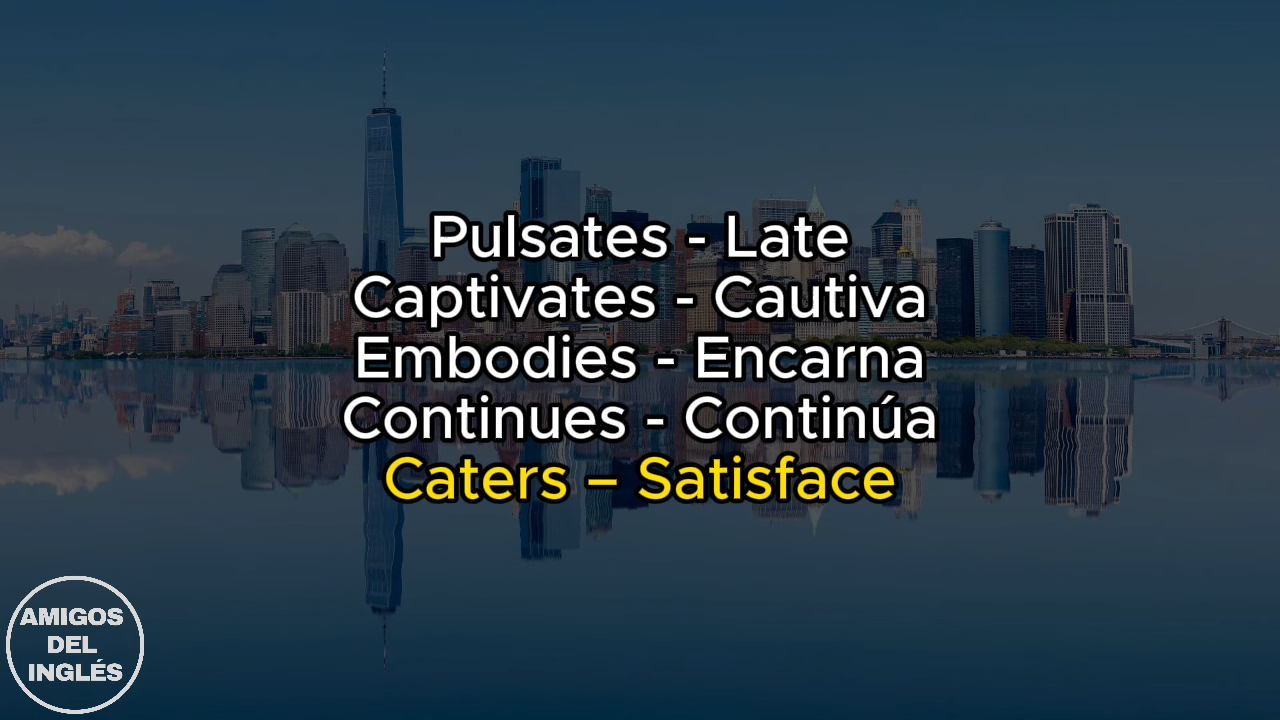 Pulsates - Late
Captivates - Cautiva
Embodies - Encarna
Continues - Continúa
Caters – Satisface
AMIGOS
DEL
INGLÉS